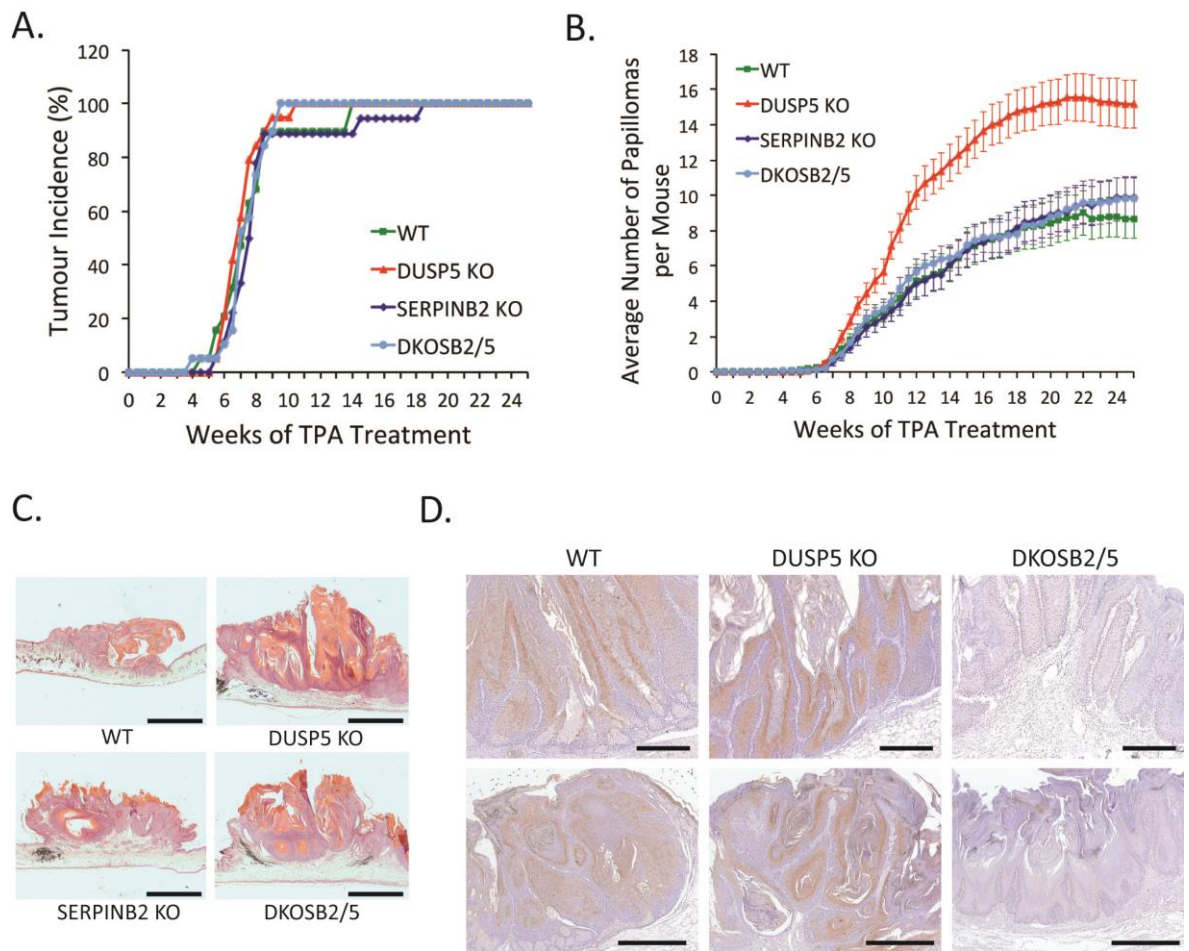 A.
120
100
80
60
40
20
0
Tumour Incidence (%)
WT
DUSP5 KO
SERPINB2 KO
DKOSB2/5
0 2 4 6 8 10 12 14 16 18 20 22 24
Weeks of TPA Treatment
B.
18
16
14
12
10
8
6
4
2
0
Average Number of Papillomas
per Mouse
WT
DUSP5 KO
SERPINB2 KO
DKOSB2/5
0 2 4 6 8 10 12 14 16 18 20 22 24
Weeks of TPA Treatment
C.
WT DUSP5 KO
SERPINB2 KO DKOSB2/5
D.
WT DUSP5 KO DKOSB2/5